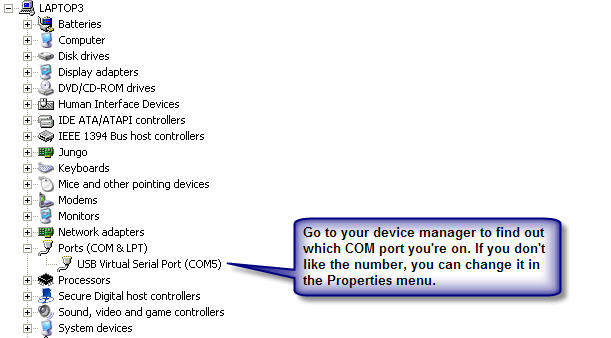 LAPTOP3
Batteries
Computer
Disk drives
Display adapters
DVD/CD-ROM drives
Human Interface Devices
IDE ATA/ATAPI controllers
IEEE 1394 Bus host controllers
Jungo
Keyboards
Mice and other pointing devices
Modems
Monitors
Network adapters
Ports (COM & LPT)
USB Virtual Serial Port (COM5)
Processors
Secure Digital host controllers
Sound, video and game controllers
System devices
Go to your device manager to find out
which COM port you're on. If you don't
like the number, you can change it in
the Properties menu.